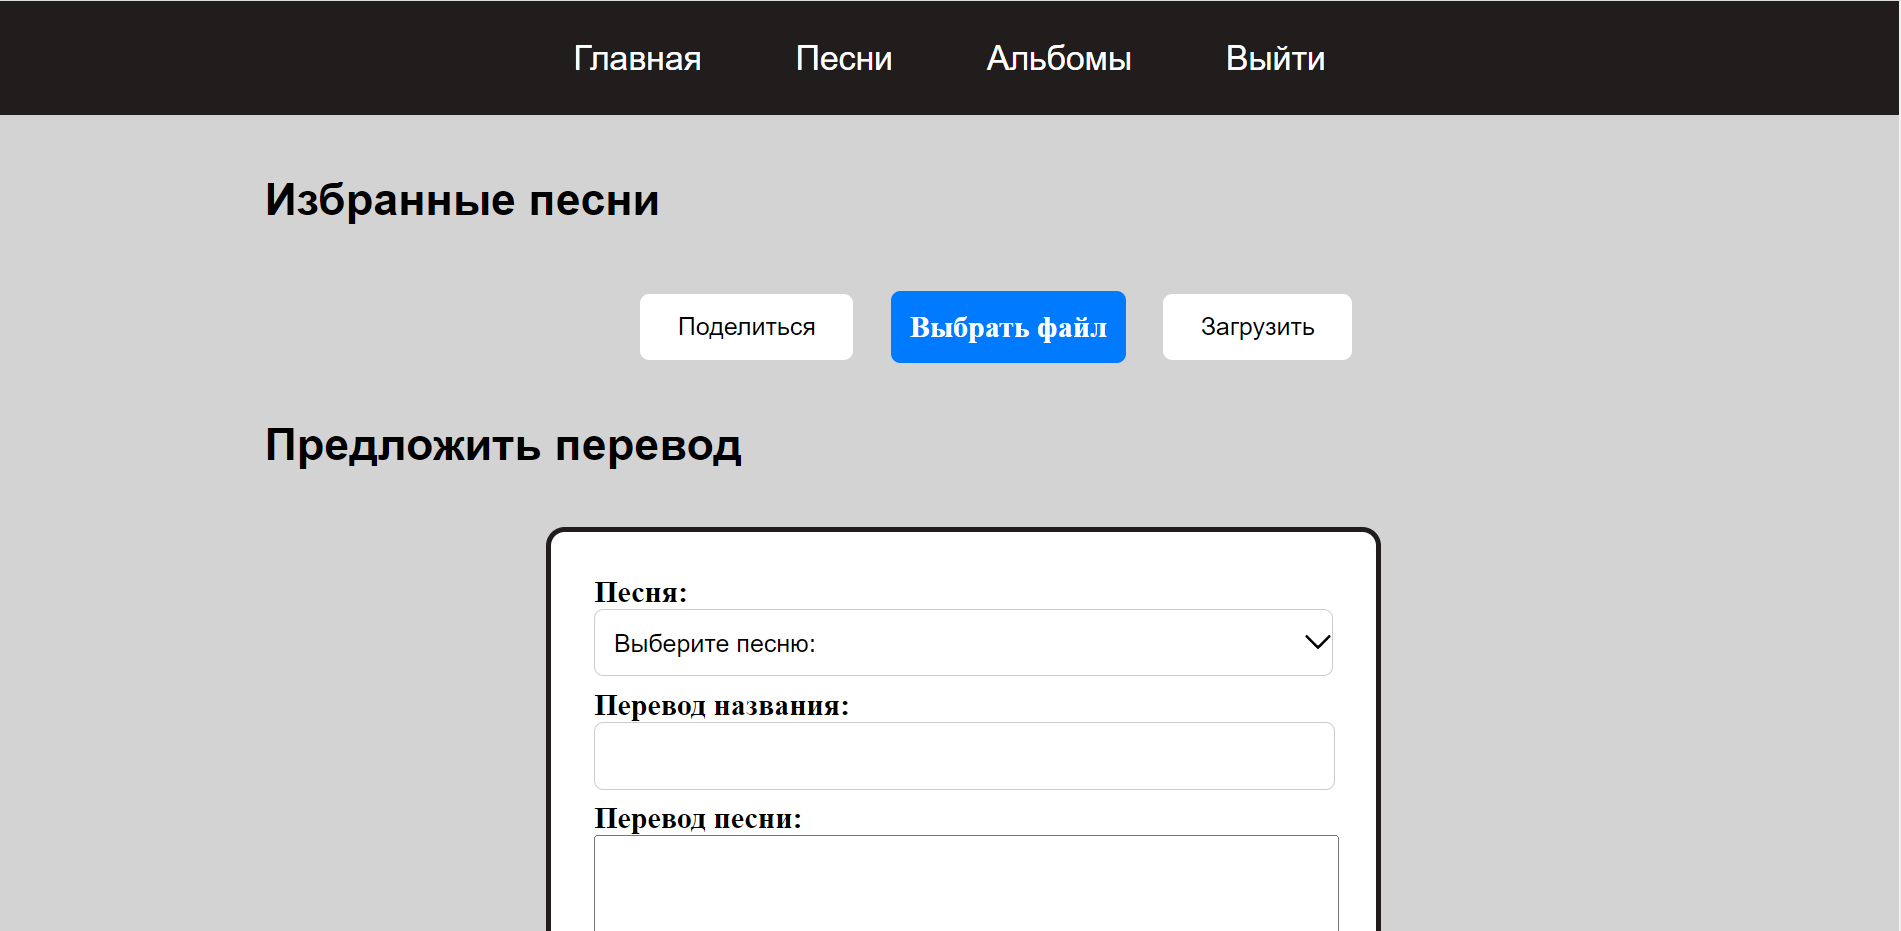 Главная Песни Альбомы Выйти
Избранные песни
Поделиться Выбрать файл Загрузить
Предложить перевод
Песня:
Выберите песню:
Перевод названия:
Перевод песни: